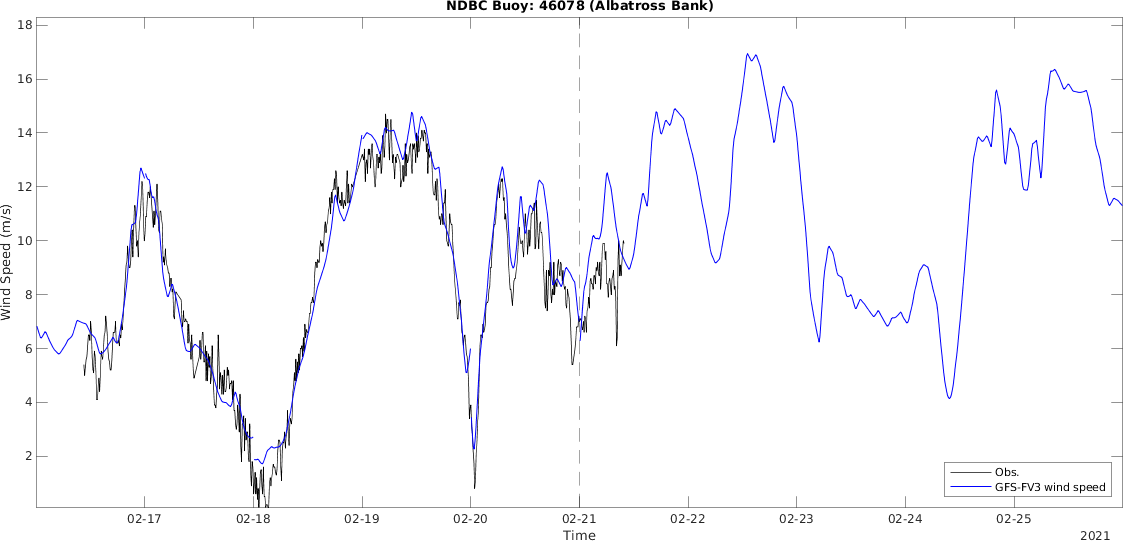 NDBC Buoy: 46078 (Albatross Bank)
18
16
14
12
10
8
6
4
2
Wind Speed (m/s)
02-17 02-18 02-19 02-20 02-21 02-22 02-23 02-24 02-25
Time
2021
Obs.
GFS-FV3 wind speed